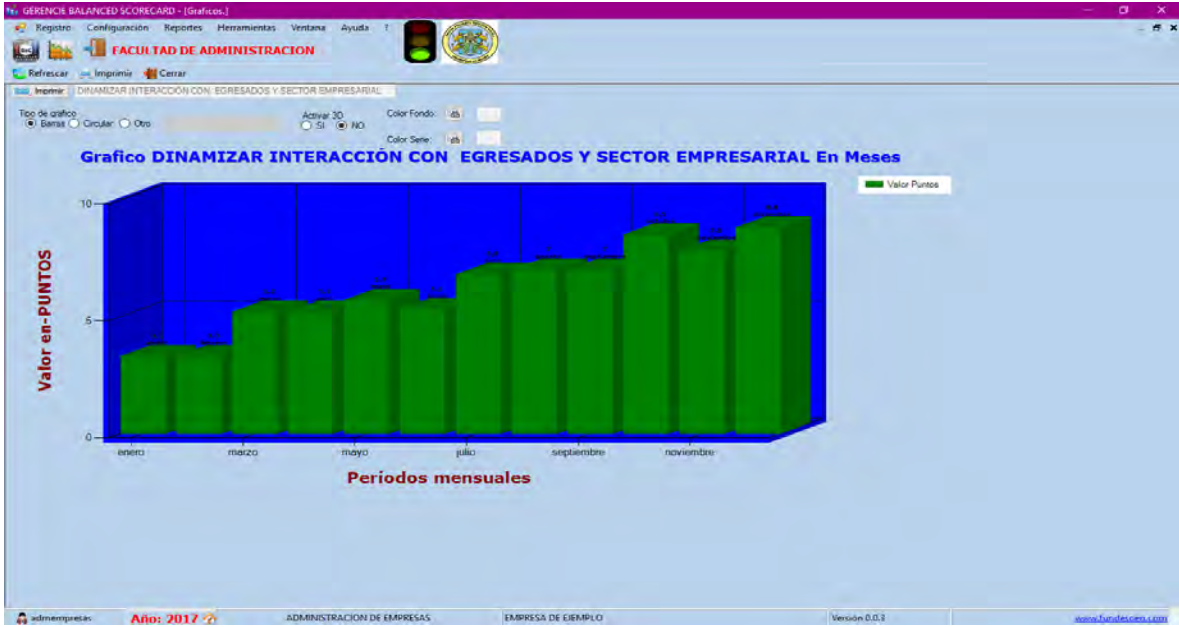 GERENCIE BALANCED SCORECARD - [Graficos.]
Registro Configuración Reportes Herramientas Ventana Ayuda ?
FACULTAD DE ADMINISTRACION
Refrescar Imprimir Cerrar
Imprimir DINAMIZAR INTERACCIÓN CON EGRESADOS Y SECTOR EMPRESARIAL
Tipo de grafico Activar 3D Color Fondo:
Barras Circular Otro SI NO
Color Serie:
Grafico DINAMIZAR INTERACCIÓN CON EGRESADOS Y SECTOR EMPRESARIAL En Meses
Valor Puntos
10
5
0
Valor en-PUNTOS
enero marzo mayo julio septiembre noviembre
Periodos mensuales
admempresas Año: 2017 ADMINISTRACION DE EMPRESAS EMPRESA DE EJEMPLO Versión 0.0.3